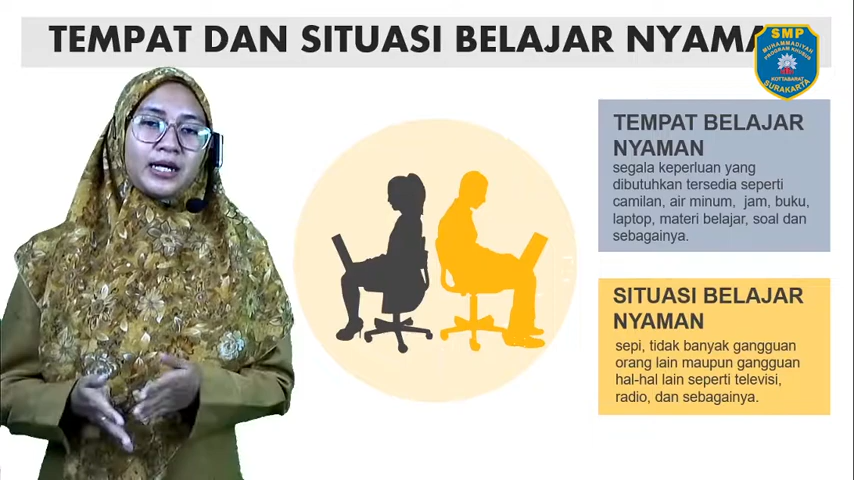 TEMPAT DAN SITUASI BELAJAR
SMP
MUHAMMADIYAH
PROGRAM KHUSUS
KOTTABARAT
SURAKARTA
TEMPAT BELAJAR
NYAMAN
segala keperluan yang
dibutuhkan tersedia seperti
camilan, air minum, jam, buku,
laptop, materi belajar, soal dan
sebagainya.
SITUASI BELAJAR
NYAMAN
sepi, tidak banyak gangguan
orang lain maupun gangguan
hal-hal lain seperti televisi,
radio, dan sebagainya.